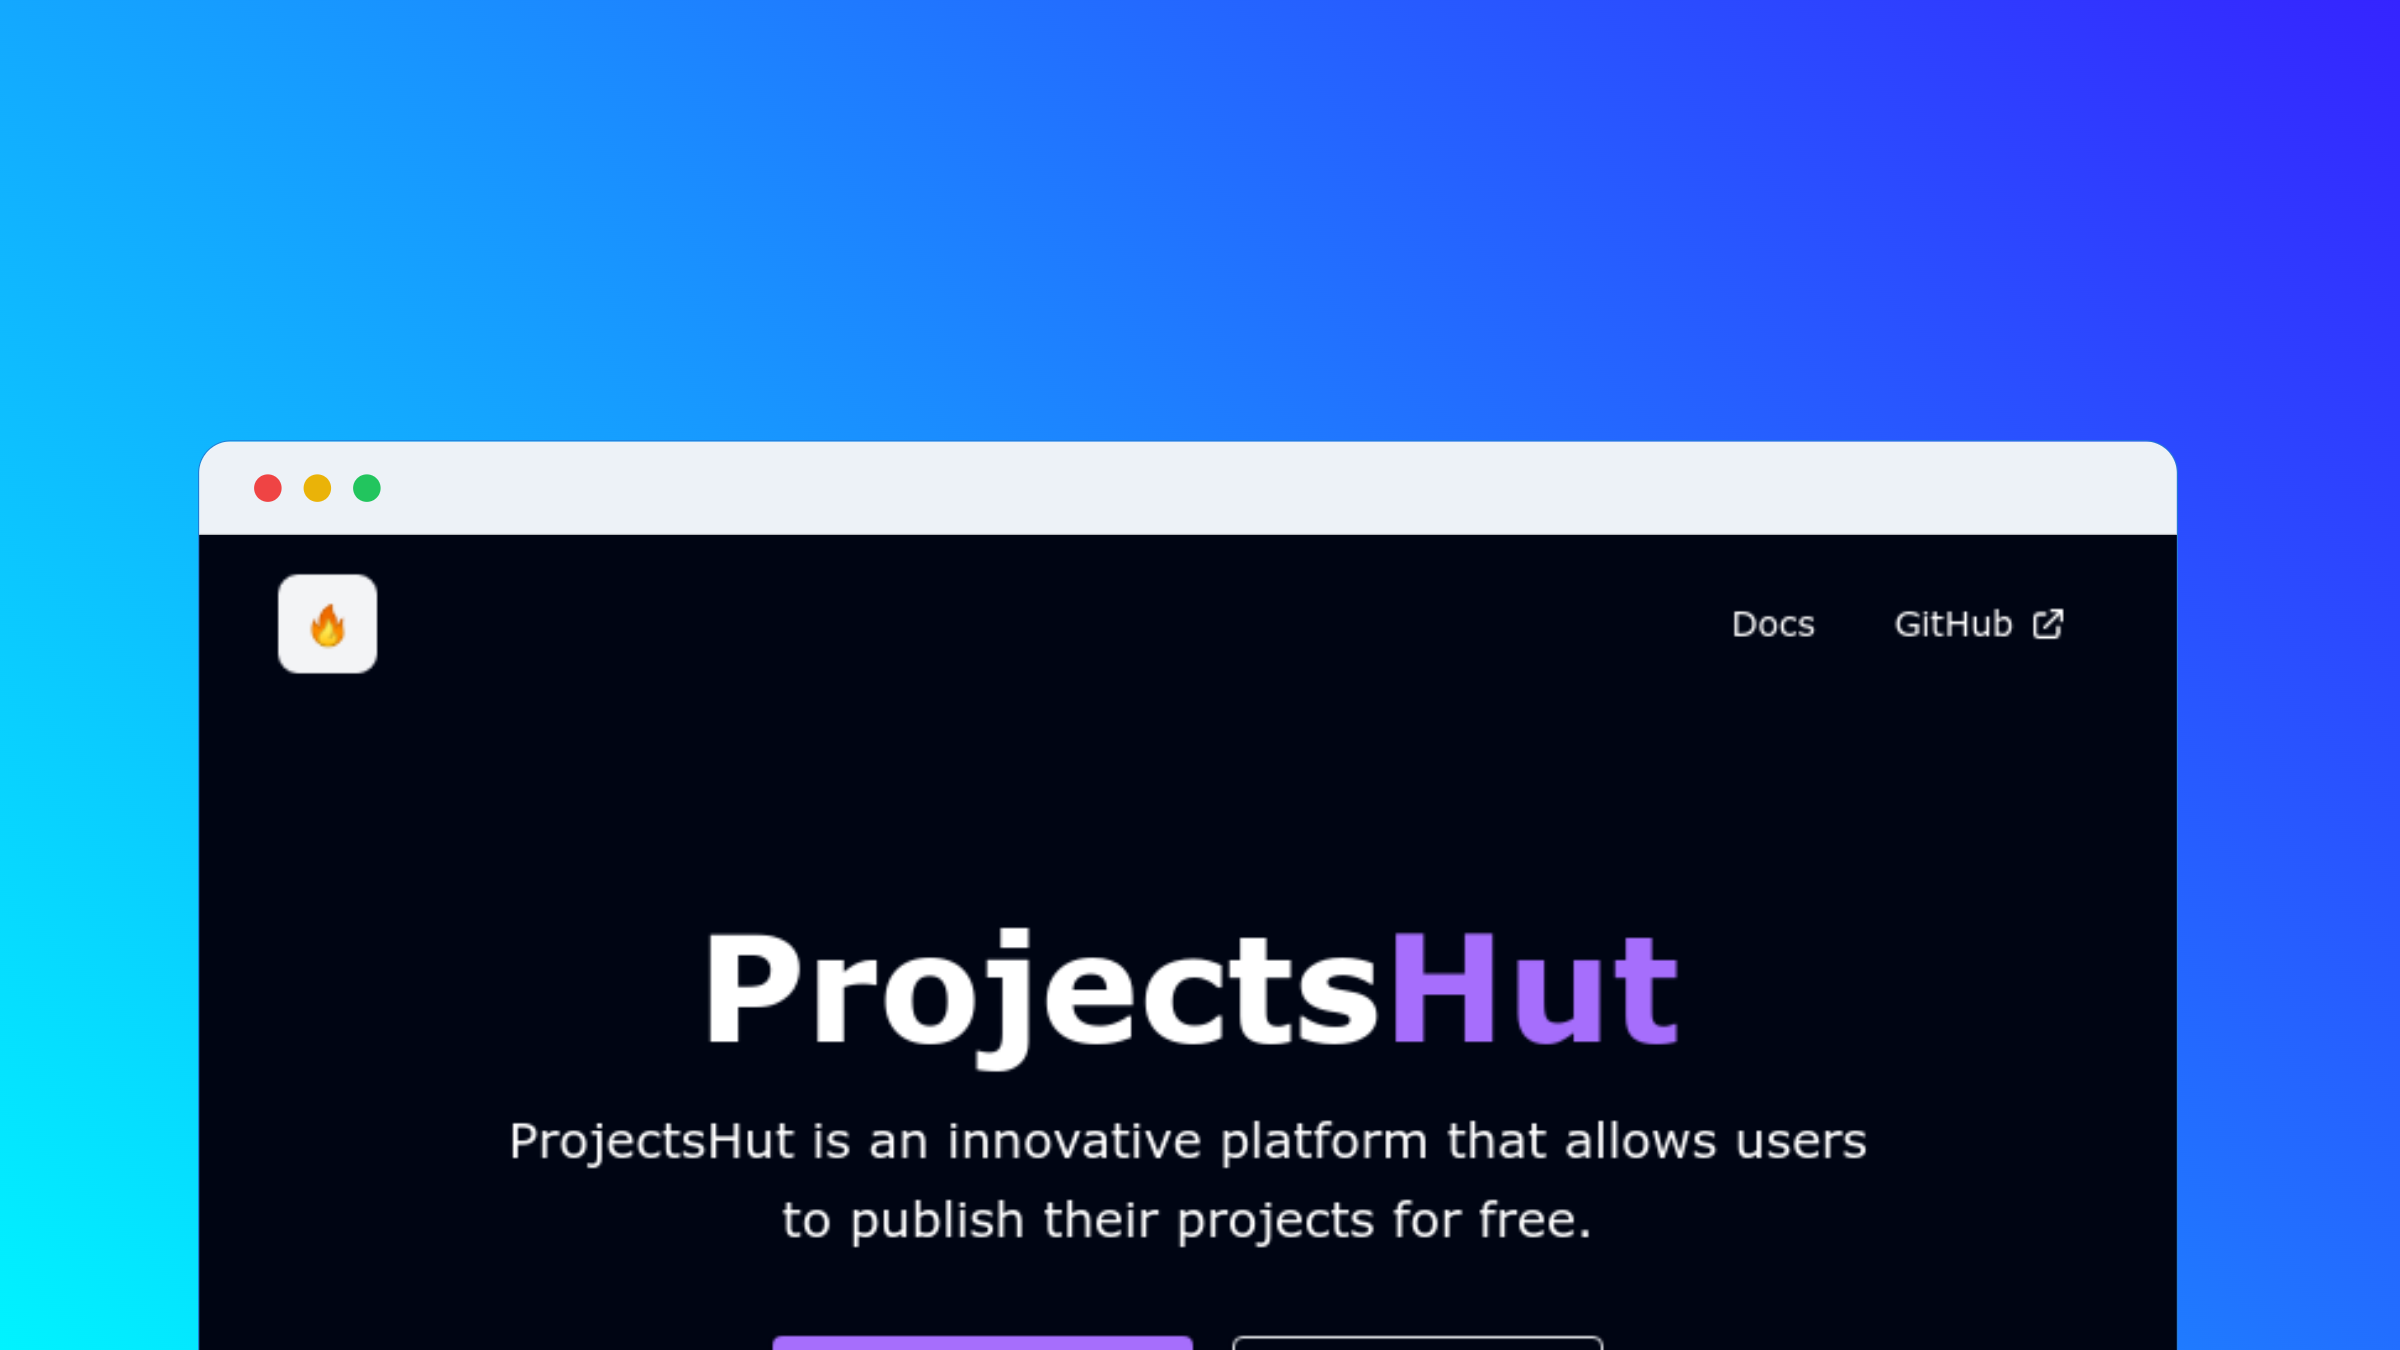 Docs GitHub
ProjectsHut
ProjectsHut is an innovative platform that allows users
to publish their projects for free.